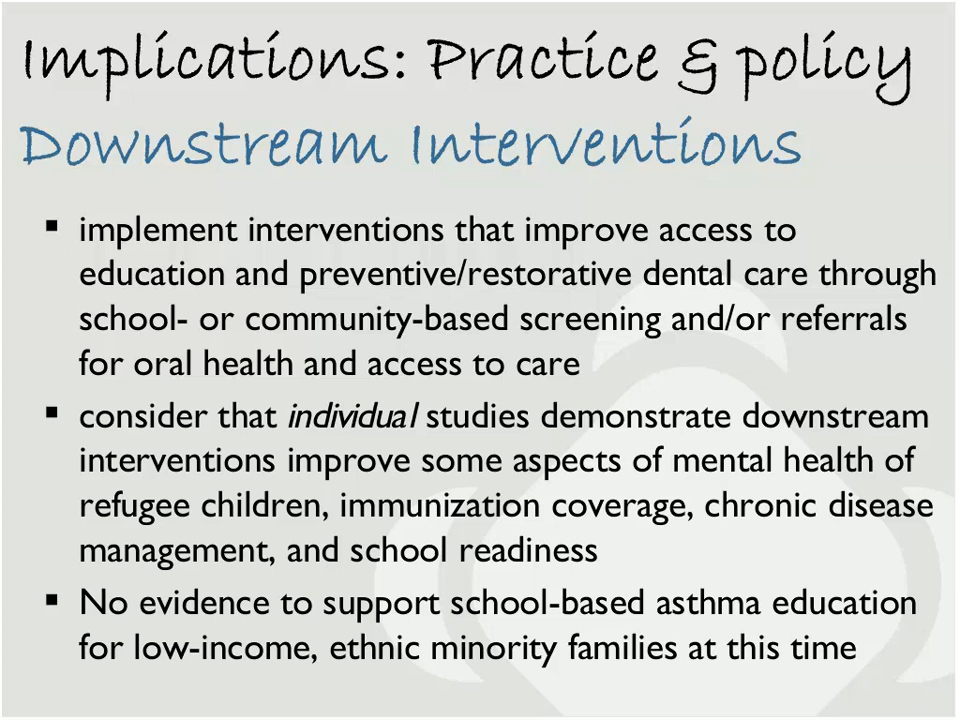 Implications: Practice & policy
Downstream Interventions
▪ implement interventions that improve access to
education and preventive/restorative dental care through
school- or community-based screening and/or referrals
for oral health and access to care
▪ consider that individual studies demonstrate downstream
interventions improve some aspects of mental health of
refugee children, immunization coverage, chronic disease
management, and school readiness
▪ No evidence to support school-based asthma education
for low-income, ethnic minority families at this time